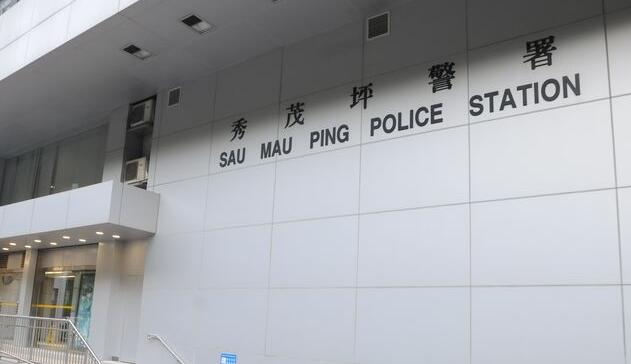 秀茂坪警署
SAU MAU PING POLICE STATION